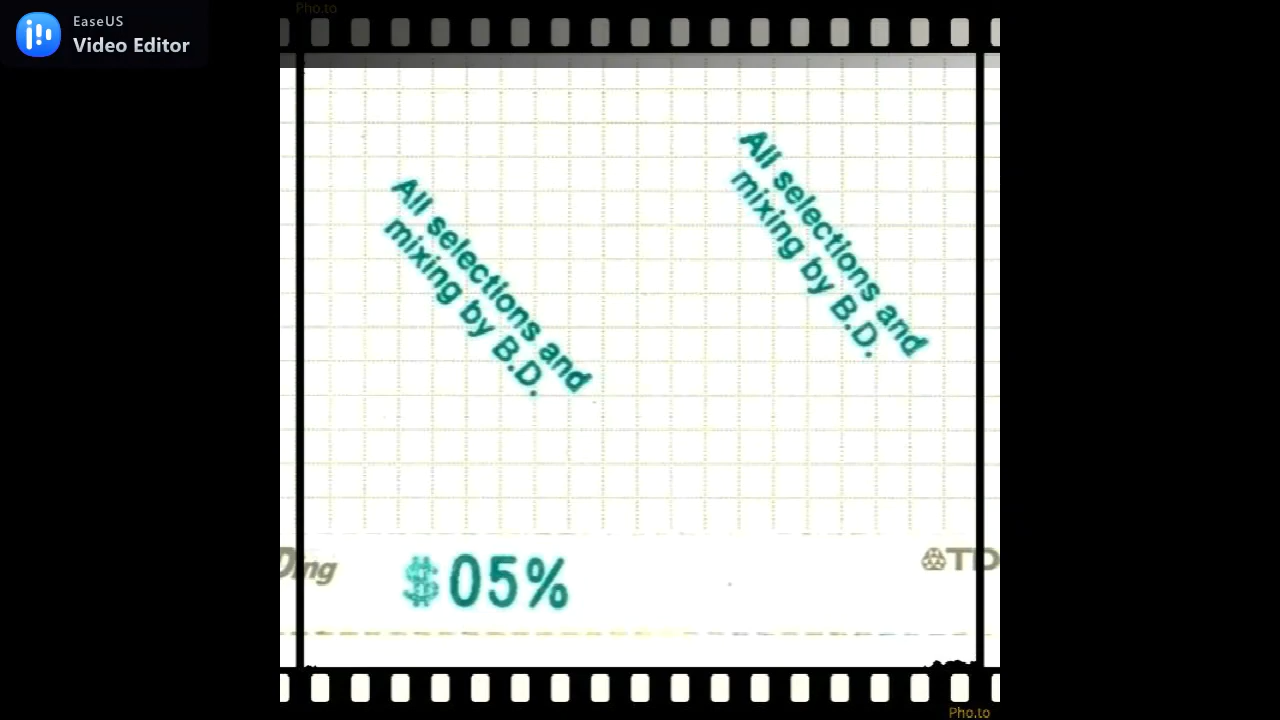 Pho.to
EaseUS
Video Editor
All selections and
mixing by B.D.
All selections and
mixing by B.D.
$05%
TD
Pho.to